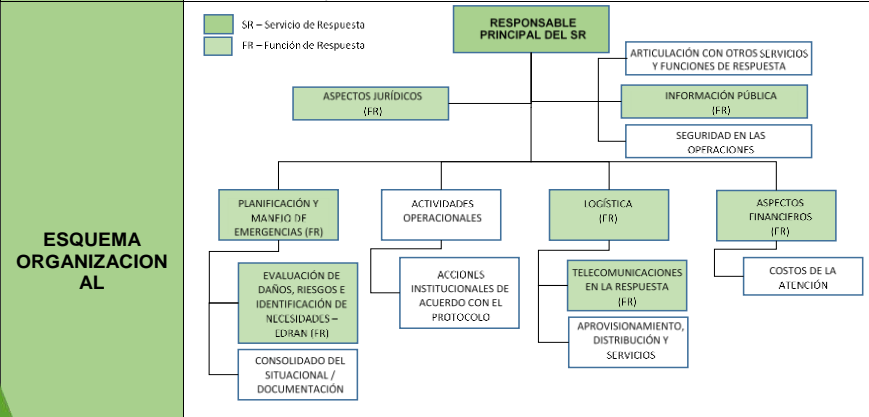 SR – Servicio de Respuesta
FR – Función de Respuesta
RESPONSABLE
PRINCIPAL DEL SR
ARTICULACIÓN CON OTROS SERVICIOS
Y FUNCIONES DE RESPUESTA
ASPECTOS JURÍDICOS
(FR)
INFORMACIÓN PÚBLICA
(FR)
SEGURIDAD EN LAS
OPERACIONES
ESQUEMA
ORGANIZACION
AL
PLANIFICACIÓN Y
MANEJO DE
EMERGENCIAS (FR)
ACTIVIDADES
OPERACIONALES
LOGÍSTICA
(FR)
ASPECTOS
FINANCIEROS
(FR)
EVALUACIÓN DE
DAÑOS, RIESGOS E
IDENTIFICACIÓN DE
NECESIDADES –
EDRAN (FR)
ACCIONES
INSTITUCIONALES DE
ACUERDO CON EL
PROTOCOLO
TELECOMUNICACIONES
EN LA RESPUESTA
(FR)
COSTOS DE LA
ATENCIÓN
CONSOLIDADO DEL
SITUACIONAL /
DOCUMENTACIÓN
APROVISIONAMIENTO,
DISTRIBUCIÓN Y
SERVICIOS